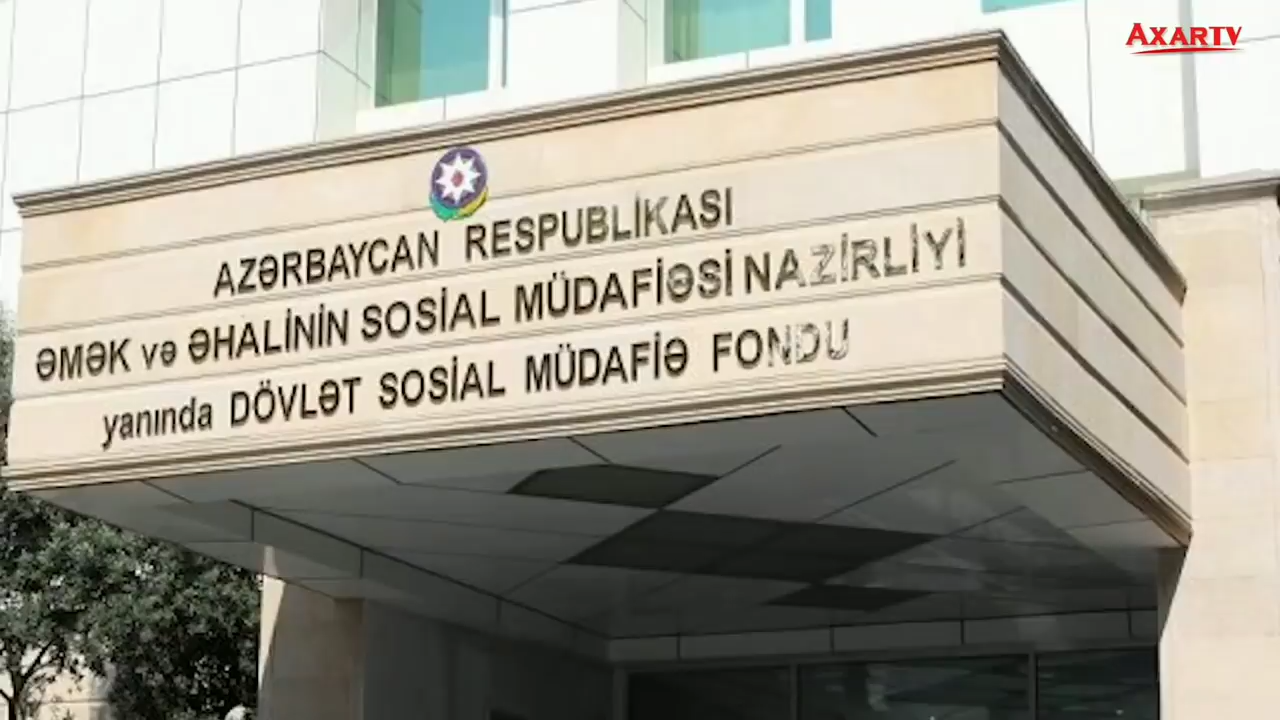 AXARTV
AZƏRBAYCAN RESPUBLİKASI
ƏMƏK və ƏHALİNİN SOSİAL MÜDAFİƏSİ NAZİRLİYİ
yanında DÖVLƏT SOSİAL MÜDAFİƏ FONDU